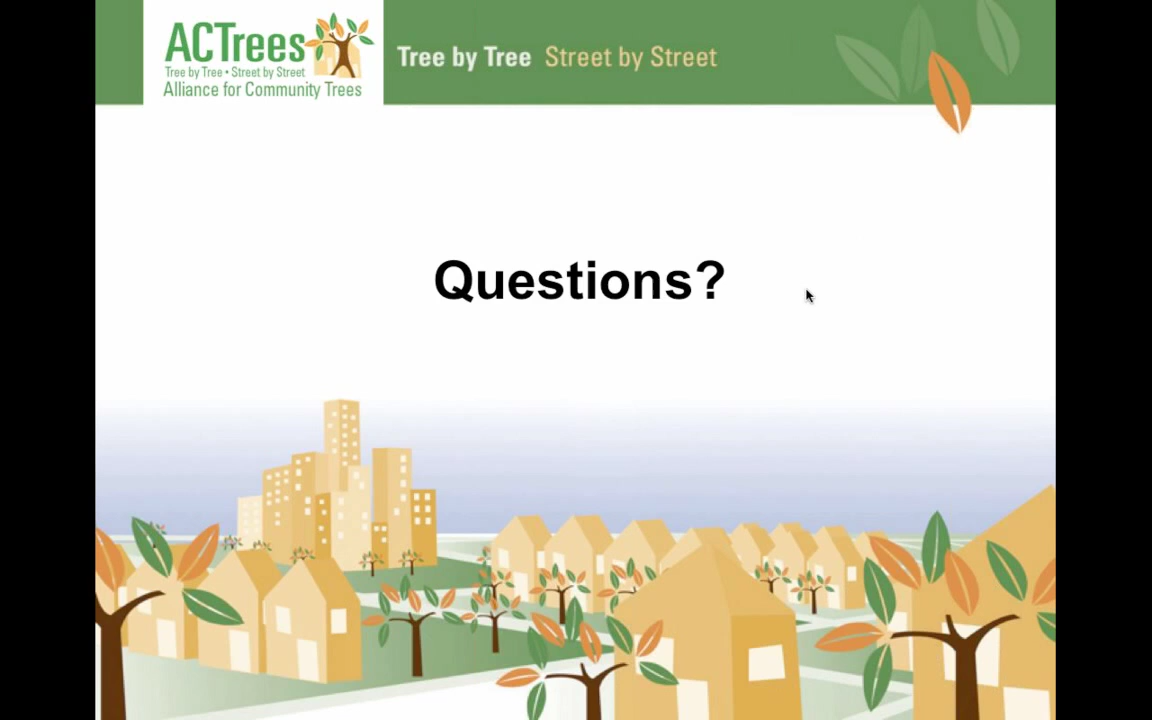 ACTrees
Tree by Tree • Street by Street
Alliance for Community Trees
Tree by Tree Street by Street
Questions?